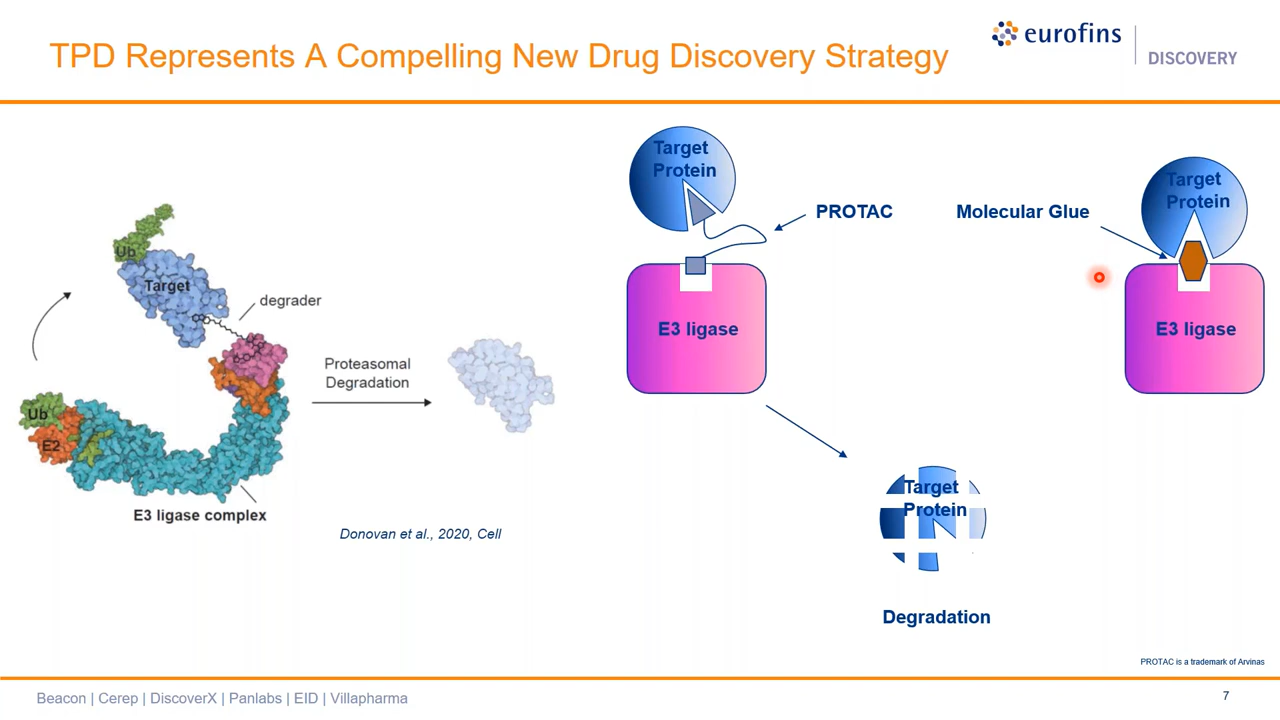 TPD Represents A Compelling New Drug Discovery Strategy
eurofins
DISCOVERY
Ub
Target
degrader
Proteasomal
Degradation
Ub
E2
E3 ligase complex
Donovan et al., 2020, Cell
Target
Protein
PROTAC
E3 ligase
Molecular Glue
Target
Protein
E3 ligase
Target
Protein
Degradation
PROTAC is a trademark of Arvinas
Beacon | Cerep | DiscoverX | Panlabs | EID | Villapharma
7